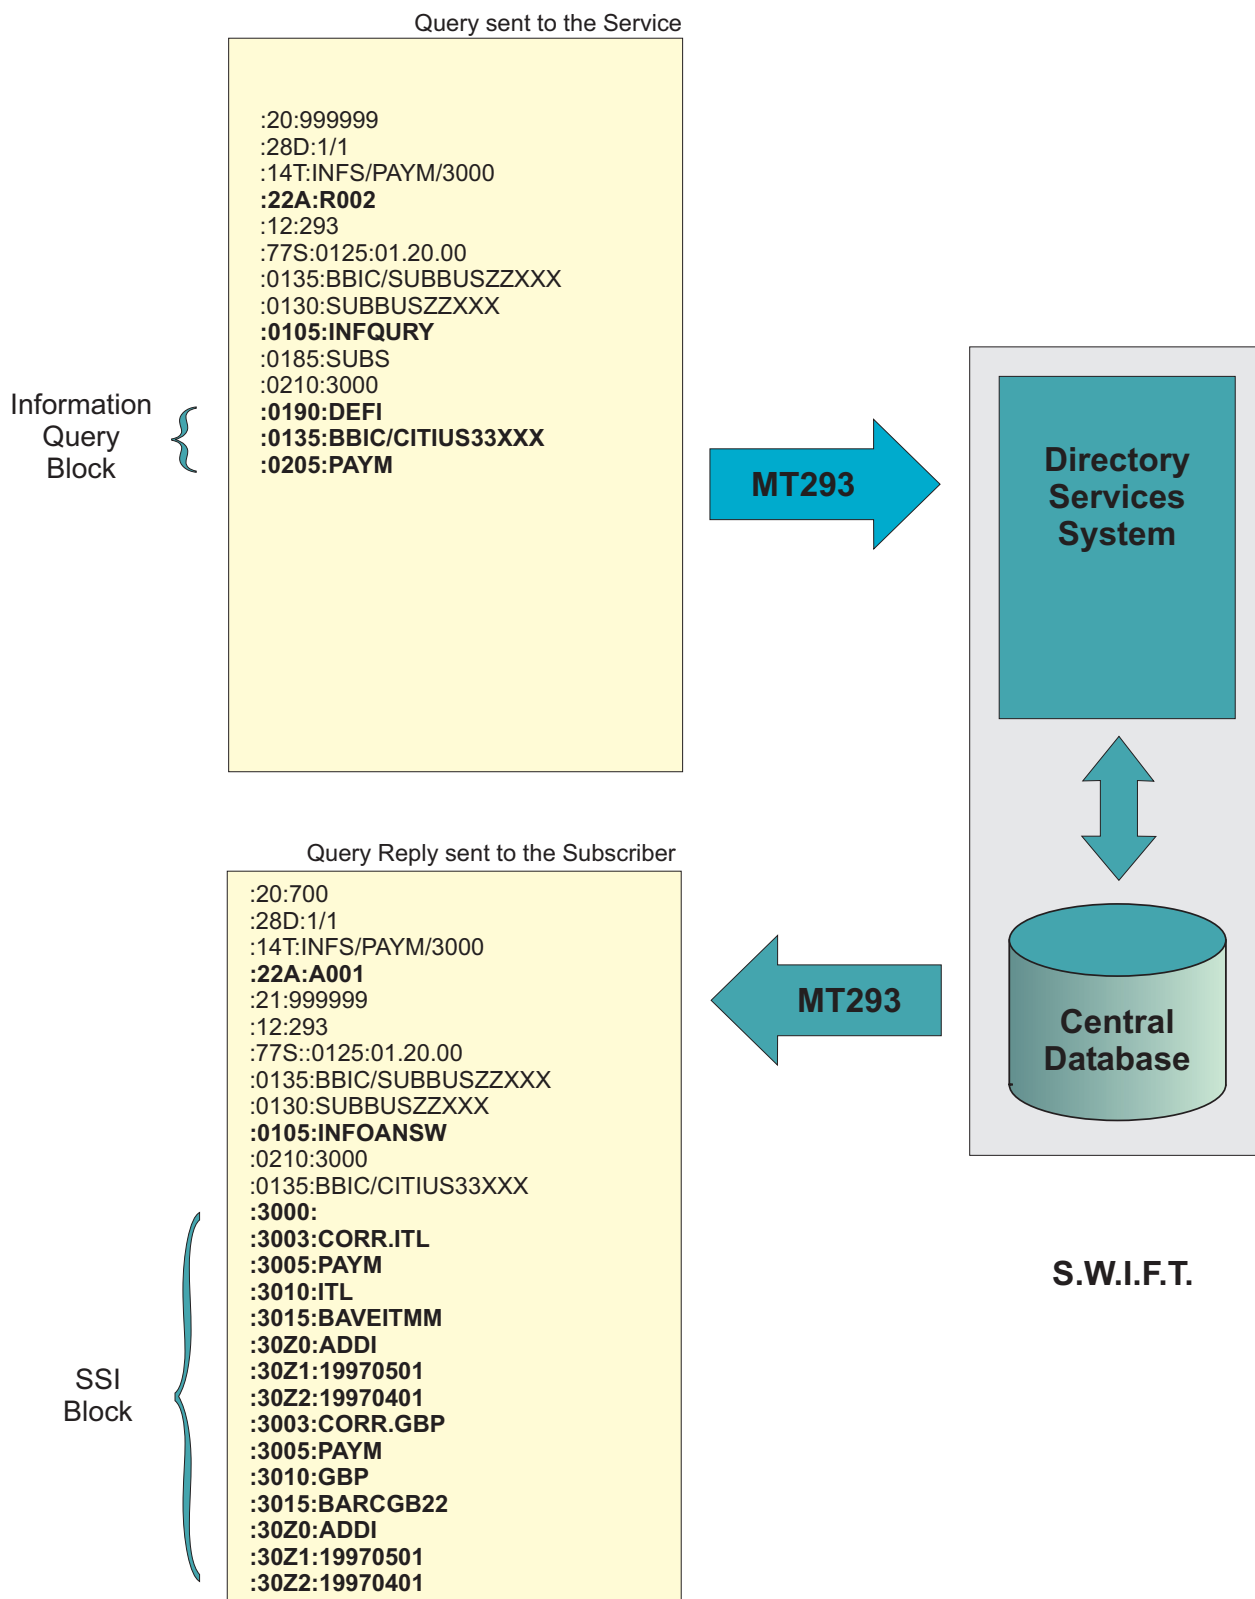 Query sent to the Service
:20:999999
:28D:1/1
:14T:INFS/PAYM/3000
:22A:R002
:12:293
:77S:0125:01.20.00
:0135:BBIC/SUBBUSZZXXX
:0130:SUBBUSZZXXX
:0105:INFQURY
:0185:SUBS
:0210:3000
:0190:DEFI
:0135:BBIC/CITIUS33XXX
:0205:PAYM
Information
Query
Block
MT293
Directory
Services
System
Query Reply sent to the Subscriber
:20:700
:28D:1/1
:14T:INFS/PAYM/3000
:22A:A001
:21:999999
:12:293
:77S::0125:01.20.00
:0135:BBIC/SUBBUSZZXXX
:0130:SUBBUSZZXXX
:0105:INFOANSW
:0210:3000
:0135:BBIC/CITIUS33XXX
:3000:
:3003:CORR.ITL
:3005:PAYM
:3010:ITL
:3015:BAVEITMM
:30Z0:ADDI
:30Z1:19970501
:30Z2:19970401
:3003:CORR.GBP
:3005:PAYM
:3010:GBP
:3015:BARCGB22
:30Z0:ADDI
:30Z1:19970501
:30Z2:19970401
SSI
Block
MT293
Central
Database
S.W.I.F.T.